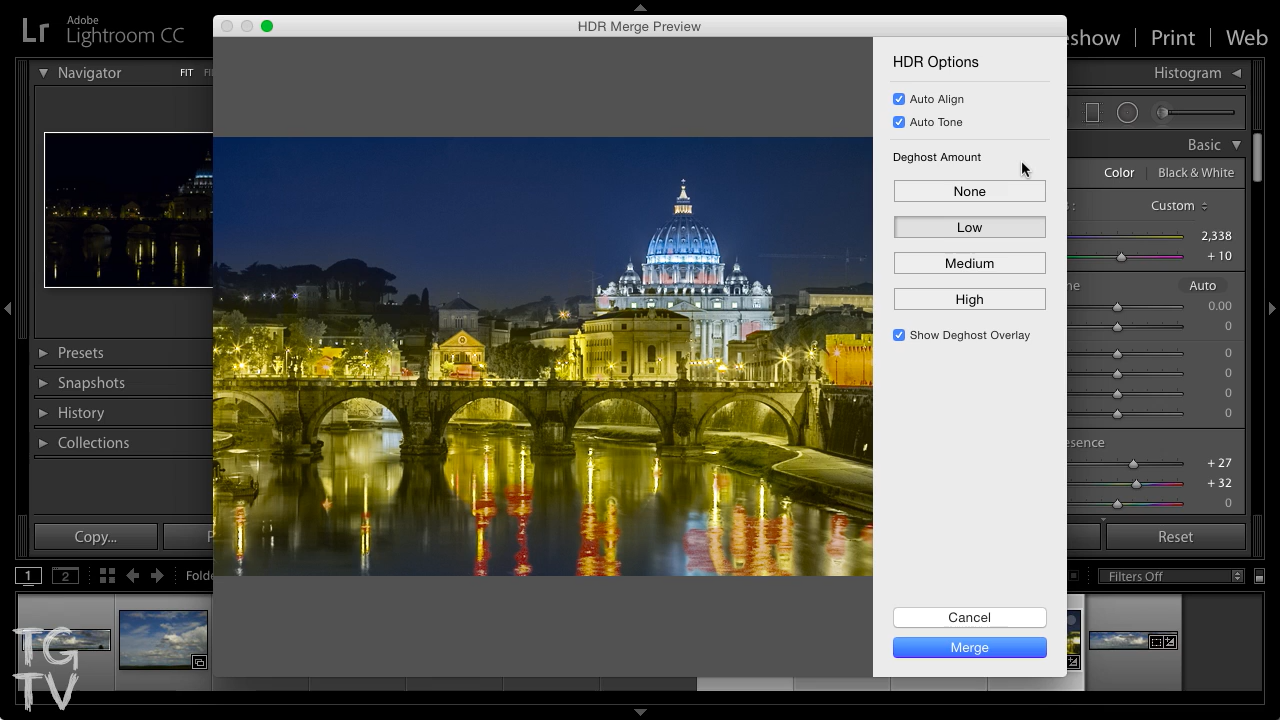 HDR Merge Preview
Lr
Adobe
Lightroom CC
eshow | Print | Web
Navigator
FIT
Histogram
Basic
Color
Black & White
Custom
2,338
+ 10
Auto
0.00
0
0
0
0
0
esence
+ 27
+ 32
0
HDR Options
Auto Align
Auto Tone
Deghost Amount
None
Low
Medium
High
Show Deghost Overlay
Cancel
Merge
Presets
Snapshots
History
Collections
Copy...
Reset
1
2
Folde
Filters Off
TG
TV